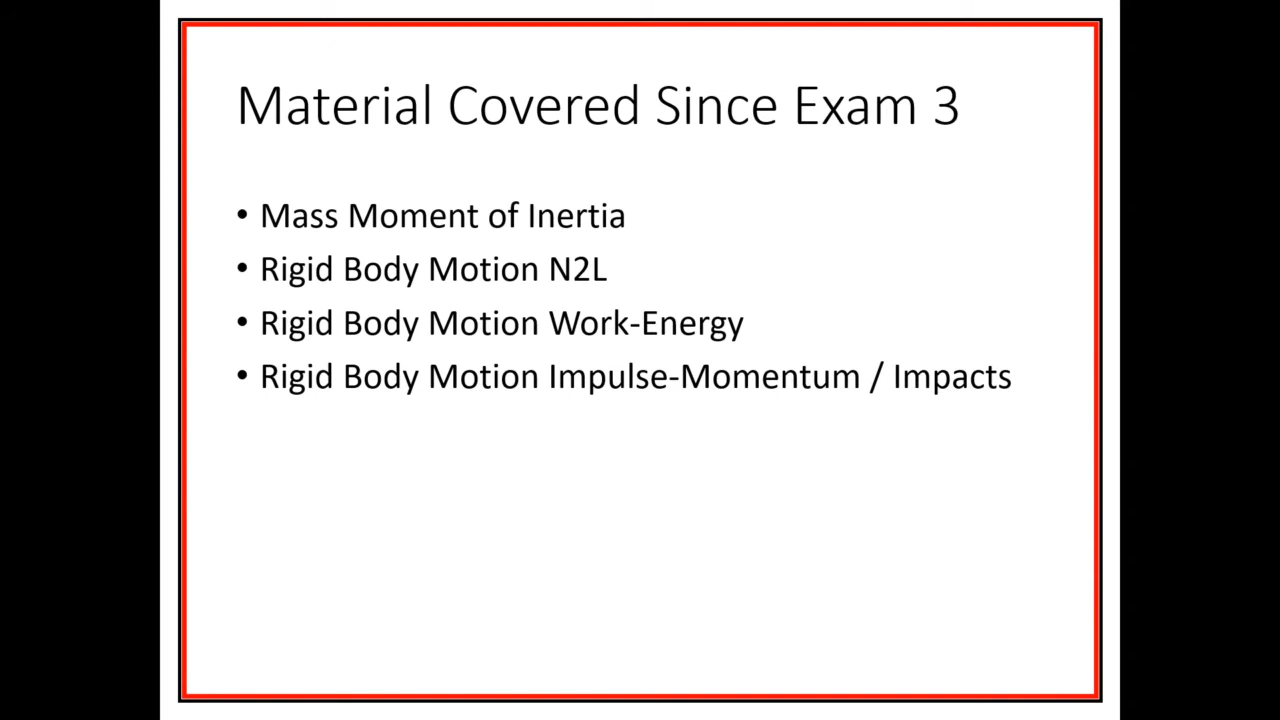 Material Covered Since Exam 3
• Mass Moment of Inertia
• Rigid Body Motion N2L
• Rigid Body Motion Work-Energy
• Rigid Body Motion Impulse-Momentum / Impacts